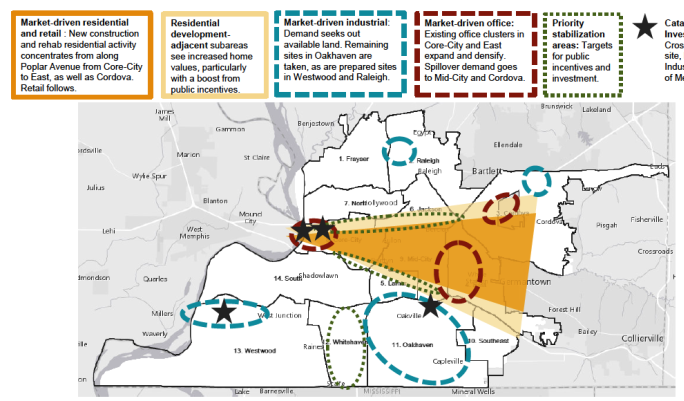 Market-driven residential
and retail : New construction
and rehab residential activity
concentrates from along
Poplar Avenue from Core-City
to East, as well as Cordova.
Retail follows.
Residential
development-
adjacent subareas
see increased home
values, particularly
with a boost from
public incentives.
Market-driven industrial:
Demand seeks out
available land. Remaining
sites in Oakhaven are
taken, as are prepared sites
in Westwood and Raleigh.
Market-driven office:
Existing office clusters in
Core-City and East
expand and densify.
Spillover demand goes
to Mid-City and Cordova.
Priority
stabilization
areas: Targets
for public
incentives and
investment.
Cata
Inves
Cros
site,
Indus
of Me
James
Mill
Brunswick
Lakeland
Benjestown
Gammon
Egypt
Ellendale
Marion
St Claire
1. Frayser
Raleigh
Raleigh
Bartlett
Eads
Wylie Spur
Julius
Blanton
7. North
Hollywood
Mound
City
Cordova
Pisgah
Fisherville
Lehi
West
Memphis
Crossroads
Shadowlawn
14. South
Quarles
Forest Hill
Millers
West Junction
Oakville
Bailey
Collierville
Waverly
Whitehaven
11. Oakhaven
10. Southeast
13. Westwood
Capleville
Lake
Barnesville
MISSISSIPPI
Mineral Wells